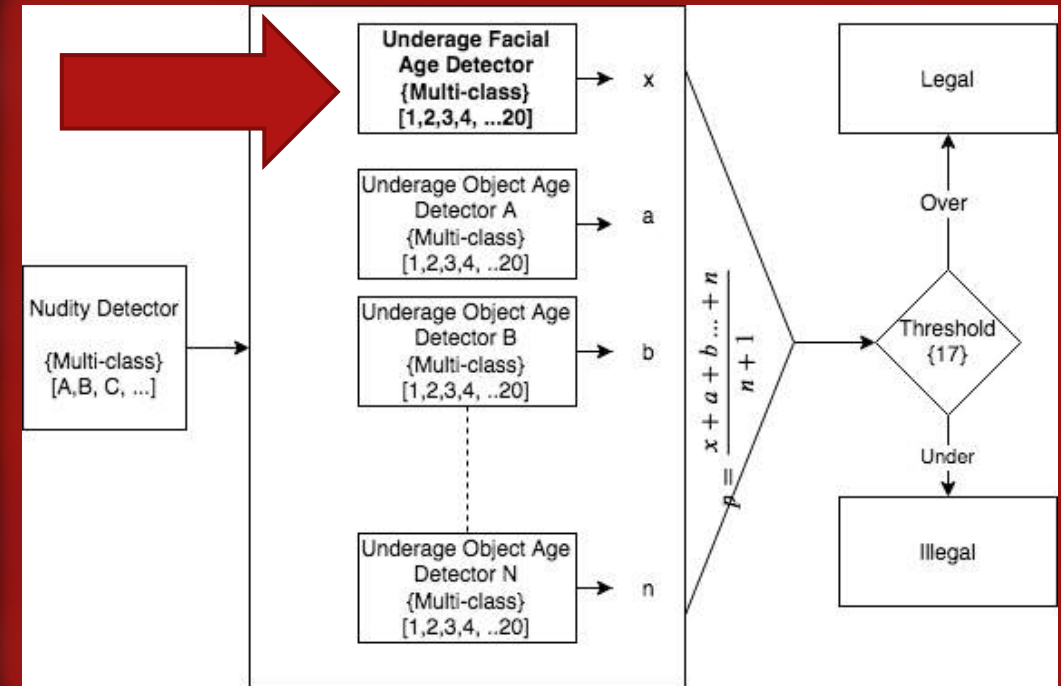 Underage Facial
Age Detector
{Multi-class}
[1,2,3,4, ...20]
x
Underage Object Age
Detector A
{Multi-class}
[1,2,3,4, ..20]
a
Underage Object Age
Detector B
{Multi-class}
[1,2,3,4, ..20]
b
Underage Object Age
Detector N
{Multi-class}
[1,2,3,4, ..20]
n
Nudity Detector
{Multi-class}
[A,B, C, ...]
p = x + a + b ... + n
n + 1
Legal
Over
Threshold
{17}
Under
Illegal